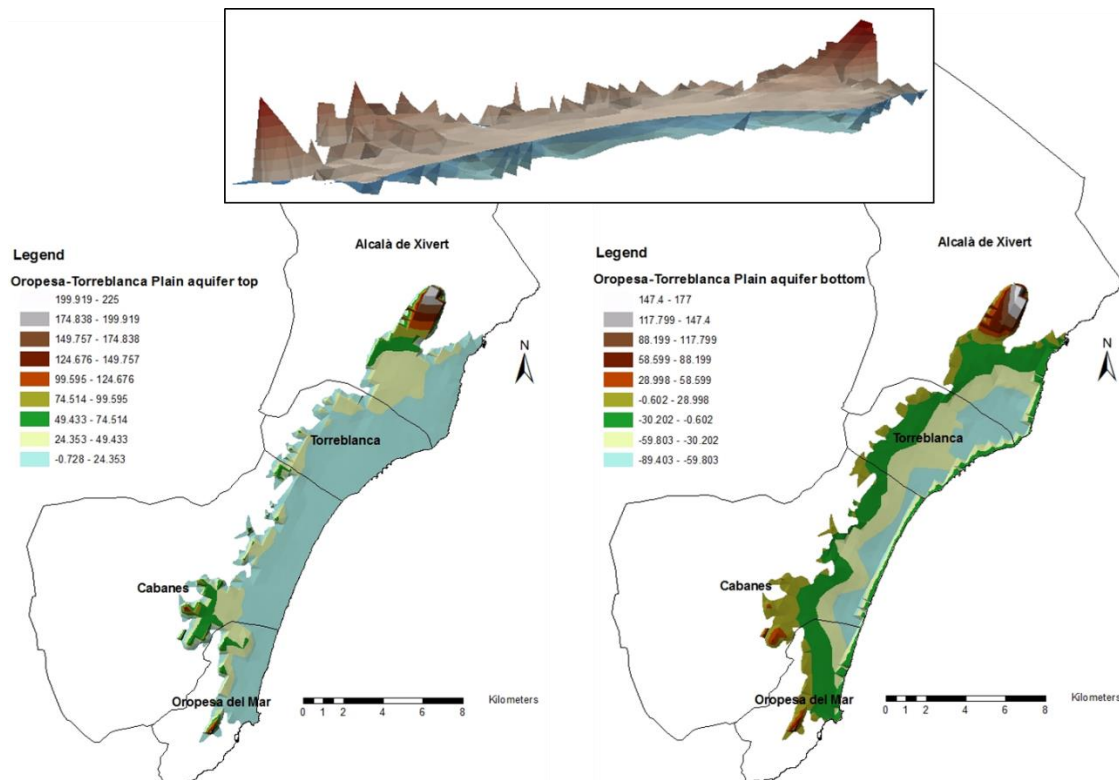 Alcalà de Xivert
Legend
Oropesa-Torreblanca Plain aquifer top
199.919 - 225
174.838 - 199.919
149.757 - 174.838
124.676 - 149.757
99.595 - 124.676
74.514 - 99.595
49.433 - 74.514
24.353 - 49.433
-0.728 - 24.353
N
Torreblanca
Cabanes
Oropesa del Mar
Kilometers
0 1 2 4 6 8
Alcalà de Xivert
Legend
Oropesa-Torreblanca Plain aquifer bottom
147.4 - 177
117.799 - 147.4
88.199 - 117.799
58.599 - 88.199
28.998 - 58.599
-0.602 - 28.998
-30.202 - -0.602
-59.803 - -30.202
-89.403 - -59.803
N
Torreblanca
Cabanes
Oropesa del Mar
Kilometers
0 1 2 4 6 8